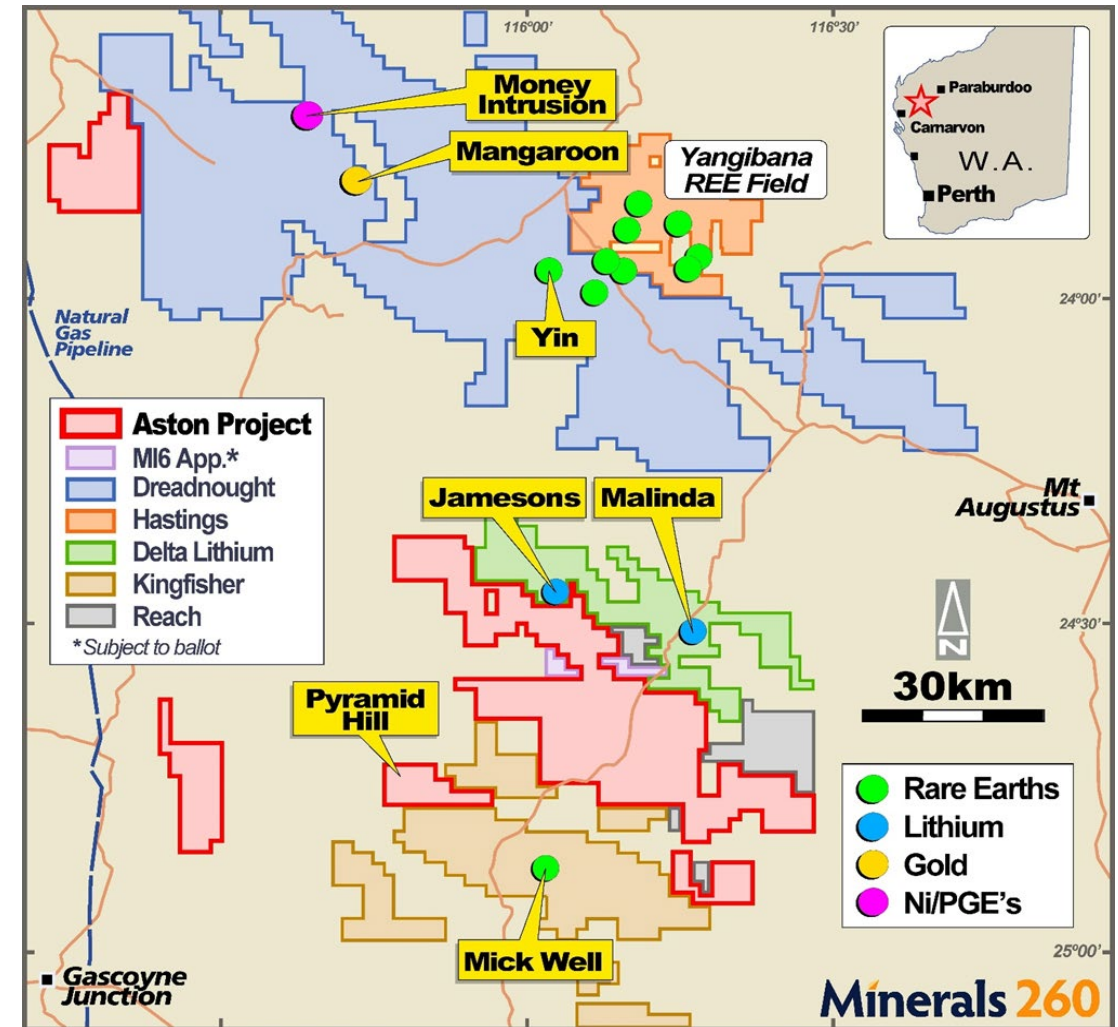 116°00'
116°30'
Money
Intrusion
Mangaroon
Yangibana
REE Field
Paraburdoo
Carnarvon
W.A.
Perth
24°00'
Natural
Gas
Pipeline
Yin
Aston Project
MI6 App.*
Dreadnought
Hastings
Delta Lithium
Kingfisher
Reach
*Subject to ballot
Jamesons
Malinda
Mt
Augustus
24°30'
N
30km
Pyramid
Hill
Rare Earths
Lithium
Gold
Ni/PGE's
Mick Well
25°00'
Gascoyne
Junction
Minerals 260